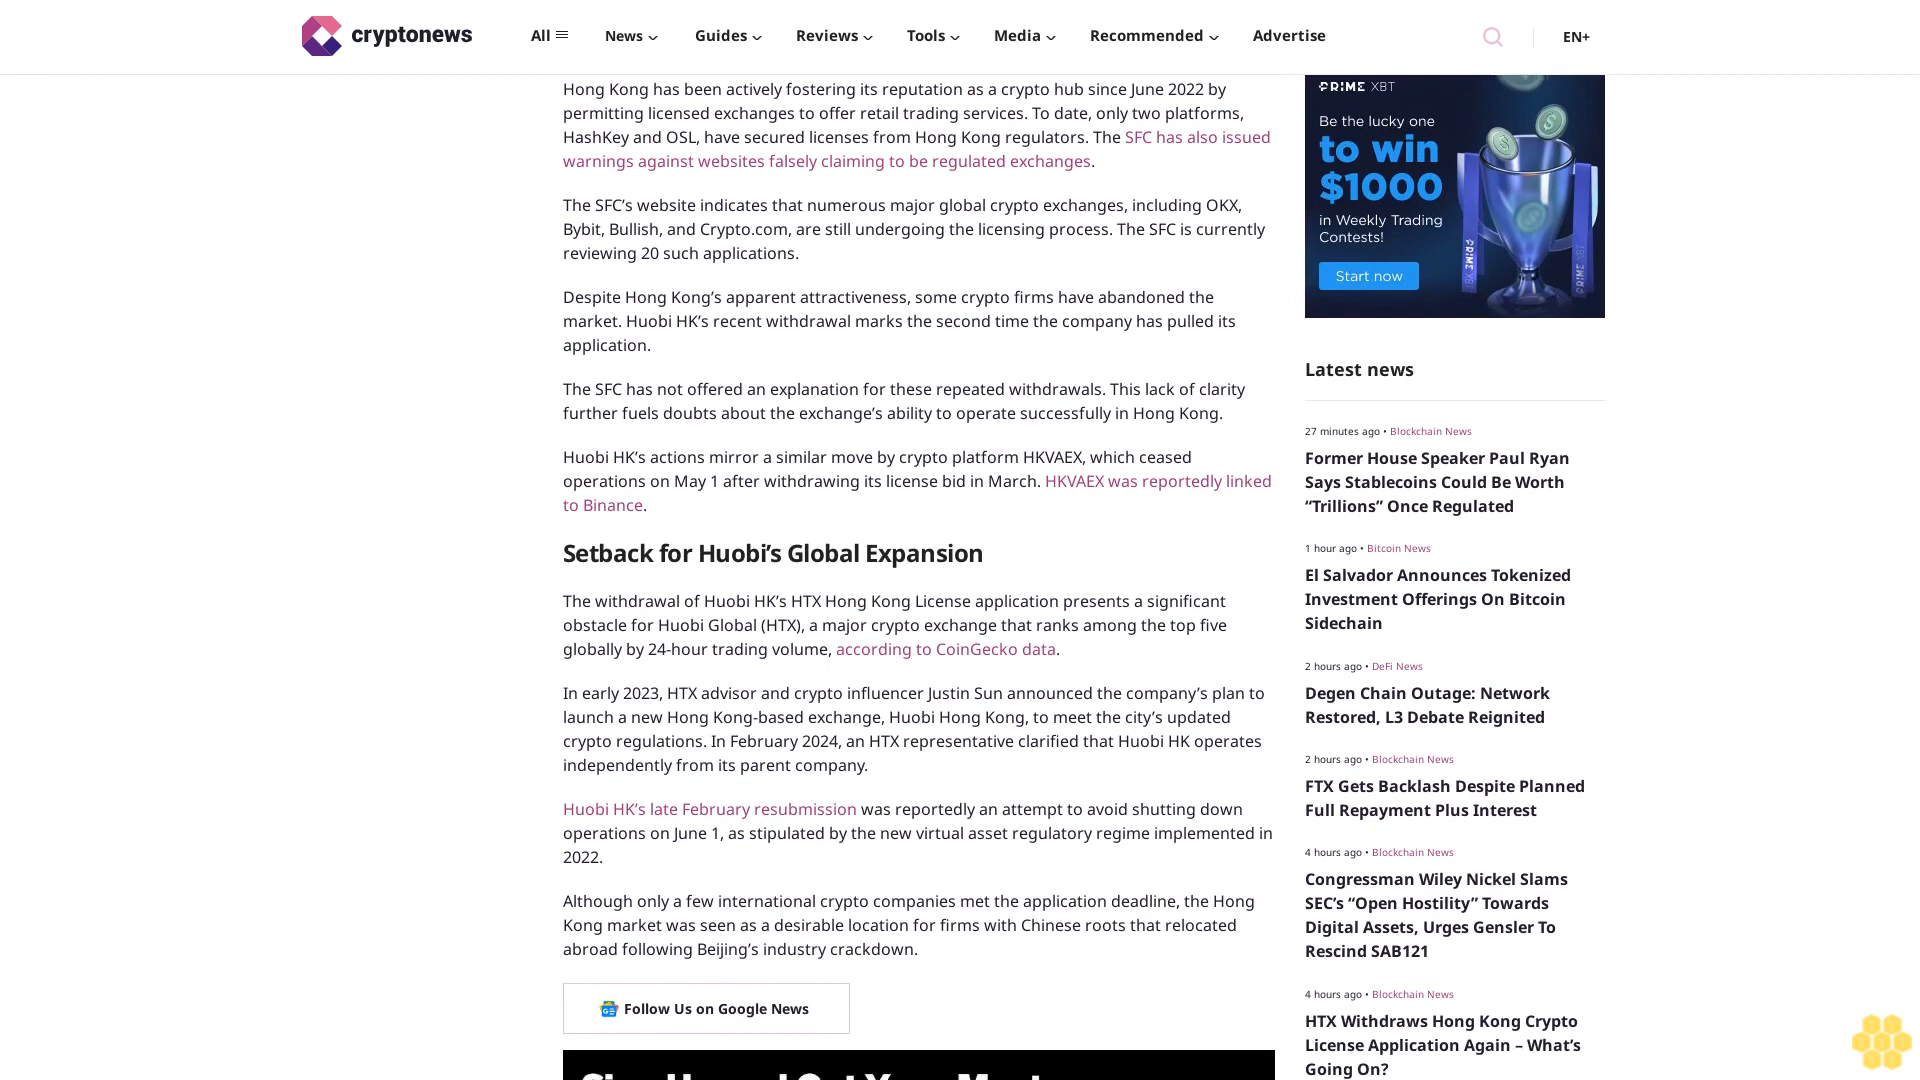 cryptonews
All
News
Guides
Reviews
Tools
Media
Recommended
Advertise
EN+
Hong Kong has been actively fostering its reputation as a crypto hub since June 2022 by
permitting licensed exchanges to offer retail trading services. To date, only two platforms,
HashKey and OSL, have secured licenses from Hong Kong regulators. The SFC has also issued
warnings against websites falsely claiming to be regulated exchanges.
The SFC’s website indicates that numerous major global crypto exchanges, including OKX,
Bybit, Bullish, and Crypto.com, are still undergoing the licensing process. The SFC is currently
reviewing 20 such applications.
Despite Hong Kong’s apparent attractiveness, some crypto firms have abandoned the
market. Huobi HK’s recent withdrawal marks the second time the company has pulled its
application.
The SFC has not offered an explanation for these repeated withdrawals. This lack of clarity
further fuels doubts about the exchange’s ability to operate successfully in Hong Kong.
Huobi HK’s actions mirror a similar move by crypto platform HKVAEX, which ceased
operations on May 1 after withdrawing its license bid in March. HKVAEX was reportedly linked
to Binance.
Setback for Huobi’s Global Expansion
The withdrawal of Huobi HK’s HTX Hong Kong License application presents a significant
obstacle for Huobi Global (HTX), a major crypto exchange that ranks among the top five
globally by 24-hour trading volume, according to CoinGecko data.
In early 2023, HTX advisor and crypto influencer Justin Sun announced the company’s plan to
launch a new Hong Kong-based exchange, Huobi Hong Kong, to meet the city’s updated
crypto regulations. In February 2024, an HTX representative clarified that Huobi HK operates
independently from its parent company.
Huobi HK’s late February resubmission was reportedly an attempt to avoid shutting down
operations on June 1, as stipulated by the new virtual asset regulatory regime implemented in
2022.
Although only a few international crypto companies met the application deadline, the Hong
Kong market was seen as a desirable location for firms with Chinese roots that relocated
abroad following Beijing’s industry crackdown.
Follow Us on Google News
PRIME XBT
Be the lucky one
to win
$1000
in Weekly Trading
Contests!
Start now
PRIME
PRIME XBT
Latest news
27 minutes ago • Blockchain News
Former House Speaker Paul Ryan
Says Stablecoins Could Be Worth
“Trillions” Once Regulated
1 hour ago • Bitcoin News
El Salvador Announces Tokenized
Investment Offerings On Bitcoin
Sidechain
2 hours ago • DeFi News
Degen Chain Outage: Network
Restored, L3 Debate Reignited
2 hours ago • Blockchain News
FTX Gets Backlash Despite Planned
Full Repayment Plus Interest
4 hours ago • Blockchain News
Congressman Wiley Nickel Slams
SEC’s “Open Hostility” Towards
Digital Assets, Urges Gensler To
Rescind SAB121
4 hours ago • Blockchain News
HTX Withdraws Hong Kong Crypto
License Application Again – What’s
Going On?